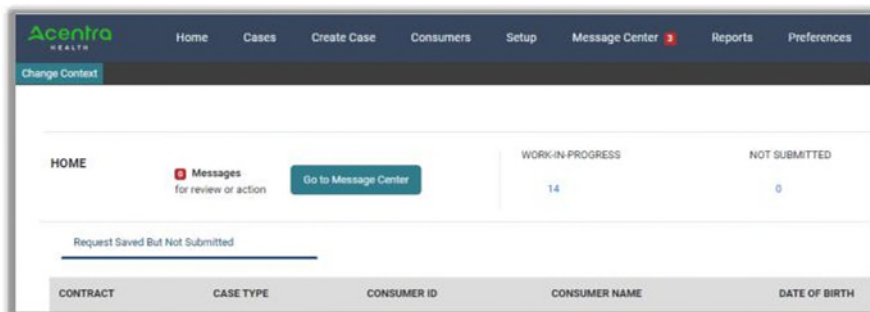 Acentra
HEALTH
Home Cases Create Case Consumers Setup Message Center 3 Reports Preferences
Change Context
HOME
0 Messages
for review or action
Go to Message Center
WORK-IN-PROGRESS
14
NOT SUBMITTED
0
Request Saved But Not Submitted
CONTRACT CASE TYPE CONSUMER ID CONSUMER NAME DATE OF BIRTH